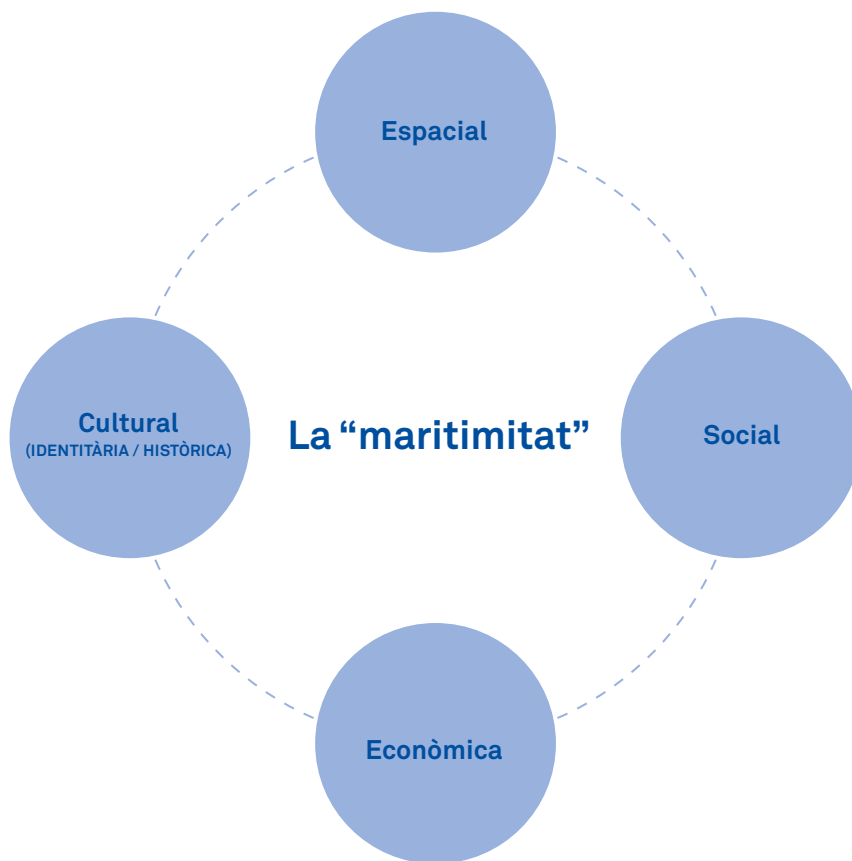 Espacial
Cultural
(IDENTITÀRIA / HISTÒRICA)
La “maritimitat”
Social
Econòmica